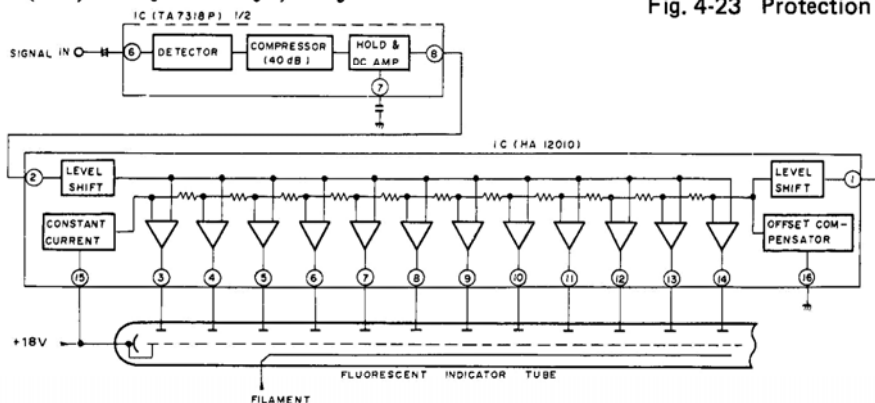 Fig. 4-23 Protection
IC (TA7318P) 1/2
SIGNAL IN
6
DETECTOR
COMPRESSOR
(40 dB)
HOLD &
DC AMP
8
7
IC (HA 12010)
2
LEVEL
SHIFT
LEVEL
SHIFT
1
CONSTANT
CURRENT
OFFSET COM-
PENSATOR
15
3
4
5
6
7
8
9
10
11
12
13
14
16
+18V
FLUORESCENT INDICATOR TUBE
FILAMENT